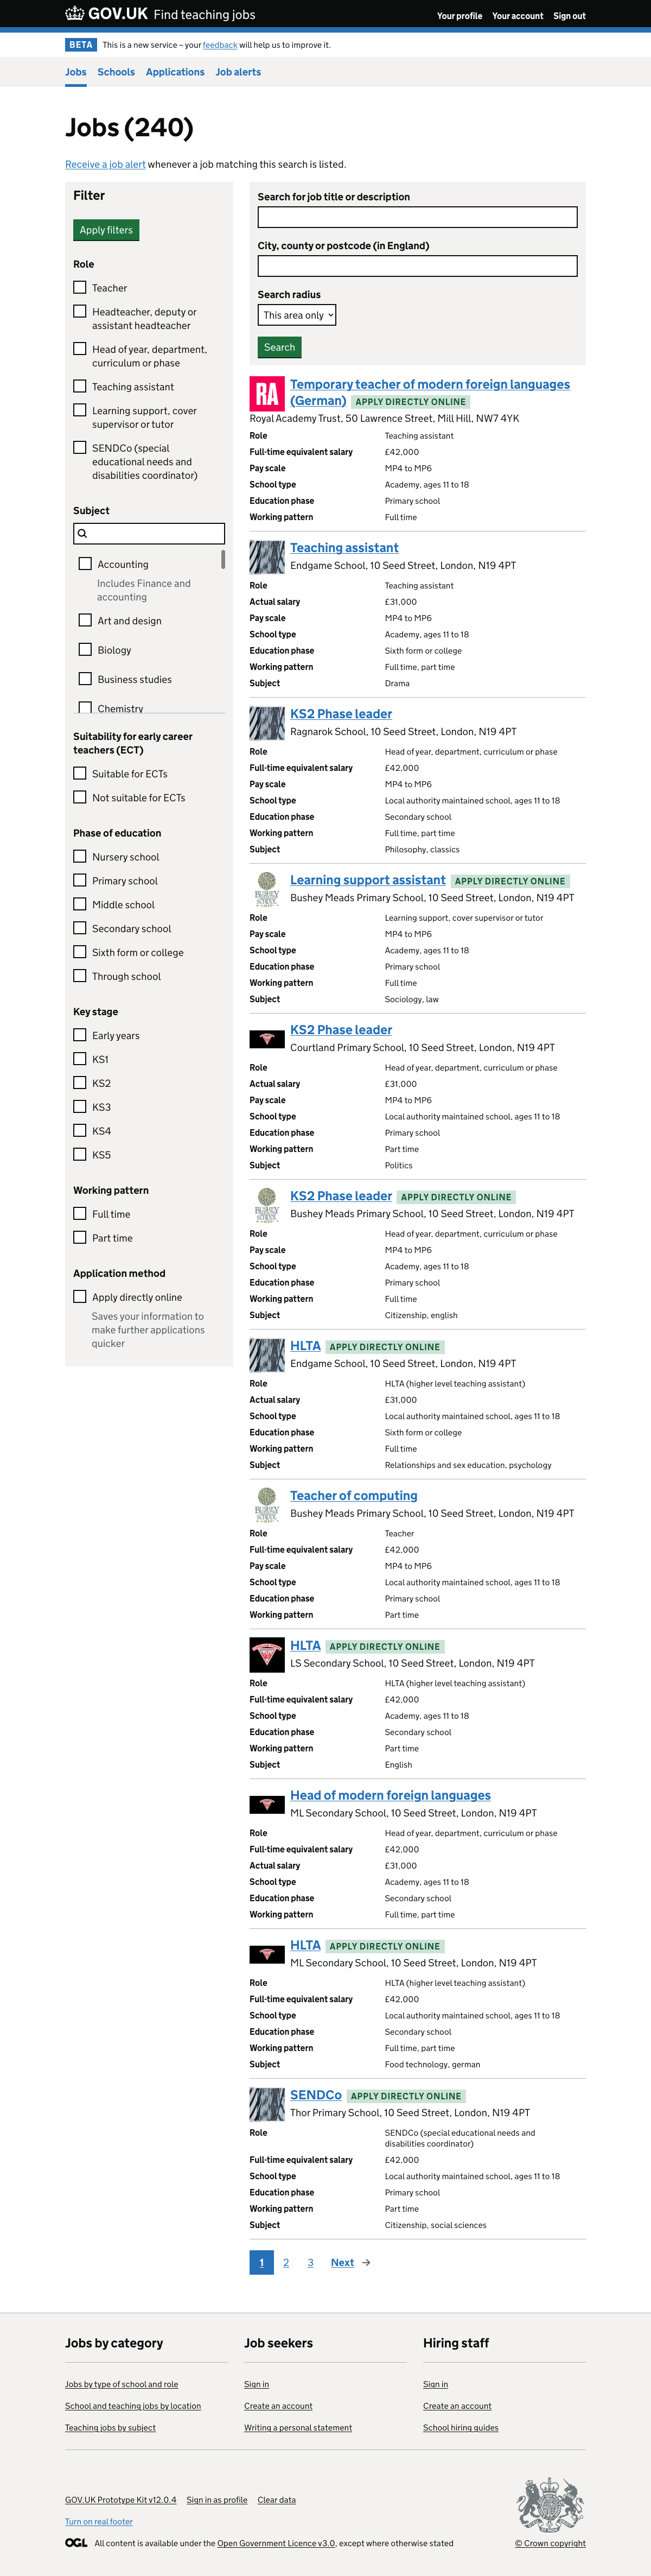 GOV.UK Find teaching jobs
Your profile Your account Sign out
BETA This is a new service – your feedback will help us to improve it.
Jobs Schools Applications Job alerts
Jobs (240)
Receive a job alert whenever a job matching this search is listed.
Filter
Apply filters
Role
Teacher
Headteacher, deputy or
assistant headteacher
Head of year, department,
curriculum or phase
Teaching assistant
Learning support, cover
supervisor or tutor
SENDCo (special
educational needs and
disabilities coordinator)
Subject
Accounting
Includes Finance and
accounting
Art and design
Biology
Business studies
Chemistry
Suitability for early career
teachers (ECT)
Suitable for ECTs
Not suitable for ECTs
Phase of education
Nursery school
Primary school
Middle school
Secondary school
Sixth form or college
Through school
Key stage
Early years
KS1
KS2
KS3
KS4
KS5
Working pattern
Full time
Part time
Application method
Apply directly online
Saves your information to
make further applications
quicker
Search for job title or description
City, county or postcode (in England)
Search radius
This area only
Search
RA
Temporary teacher of modern foreign languages
(German) APPLY DIRECTLY ONLINE
Royal Academy Trust, 50 Lawrence Street, Mill Hill, NW7 4YK
Role Teaching assistant
Full-time equivalent salary £42,000
Pay scale MP4 to MP6
School type Academy, ages 11 to 18
Education phase Primary school
Working pattern Full time
Teaching assistant
Endgame School, 10 Seed Street, London, N19 4PT
Role Teaching assistant
Actual salary £31,000
Pay scale MP4 to MP6
School type Academy, ages 11 to 18
Education phase Sixth form or college
Working pattern Full time, part time
Subject Drama
KS2 Phase leader
Ragnarok School, 10 Seed Street, London, N19 4PT
Role Head of year, department, curriculum or phase
Full-time equivalent salary £42,000
Pay scale MP4 to MP6
School type Local authority maintained school, ages 11 to 18
Education phase Secondary school
Working pattern Full time, part time
Subject Philosophy, classics
BUSHEY
MEADS
SCHOOL
Learning support assistant APPLY DIRECTLY ONLINE
Bushey Meads Primary School, 10 Seed Street, London, N19 4PT
Role Learning support, cover supervisor or tutor
Pay scale MP4 to MP6
School type Academy, ages 11 to 18
Education phase Primary school
Working pattern Full time
Subject Sociology, law
KS2 Phase leader
Courtland Primary School, 10 Seed Street, London, N19 4PT
Role Head of year, department, curriculum or phase
Actual salary £31,000
Pay scale MP4 to MP6
School type Local authority maintained school, ages 11 to 18
Education phase Primary school
Working pattern Part time
Subject Politics
BUSHEY
MEADS
SCHOOL
KS2 Phase leader APPLY DIRECTLY ONLINE
Bushey Meads Primary School, 10 Seed Street, London, N19 4PT
Role Head of year, department, curriculum or phase
Pay scale MP4 to MP6
School type Academy, ages 11 to 18
Education phase Primary school
Working pattern Full time
Subject Citizenship, english
HLTA APPLY DIRECTLY ONLINE
Endgame School, 10 Seed Street, London, N19 4PT
Role HLTA (higher level teaching assistant)
Actual salary £31,000
School type Local authority maintained school, ages 11 to 18
Education phase Sixth form or college
Working pattern Full time
Subject Relationships and sex education, psychology
BUSHEY
MEADS
SCHOOL
Teacher of computing
Bushey Meads Primary School, 10 Seed Street, London, N19 4PT
Role Teacher
Full-time equivalent salary £42,000
Pay scale MP4 to MP6
School type Local authority maintained school, ages 11 to 18
Education phase Primary school
Working pattern Part time
HLTA APPLY DIRECTLY ONLINE
LS Secondary School, 10 Seed Street, London, N19 4PT
Role HLTA (higher level teaching assistant)
Full-time equivalent salary £42,000
School type Academy, ages 11 to 18
Education phase Secondary school
Working pattern Part time
Subject English
Head of modern foreign languages
ML Secondary School, 10 Seed Street, London, N19 4PT
Role Head of year, department, curriculum or phase
Full-time equivalent salary £42,000
Actual salary £31,000
School type Academy, ages 11 to 18
Education phase Secondary school
Working pattern Full time, part time
HLTA APPLY DIRECTLY ONLINE
ML Secondary School, 10 Seed Street, London, N19 4PT
Role HLTA (higher level teaching assistant)
Full-time equivalent salary £42,000
School type Local authority maintained school, ages 11 to 18
Education phase Secondary school
Working pattern Full time, part time
Subject Food technology, german
SENDCo APPLY DIRECTLY ONLINE
Thor Primary School, 10 Seed Street, London, N19 4PT
Role SENDCo (special educational needs and
disabilities coordinator)
Full-time equivalent salary £42,000
School type Local authority maintained school, ages 11 to 18
Education phase Primary school
Working pattern Part time
Subject Citizenship, social sciences
1 2 3 Next →
Jobs by category
Jobs by type of school and role
School and teaching jobs by location
Teaching jobs by subject
Job seekers
Sign in
Create an account
Writing a personal statement
Hiring staff
Sign in
Create an account
School hiring guides
GOV.UK Prototype Kit v12.0.4 Sign in as profile Clear data
Turn on real footer
OGL All content is available under the Open Government Licence v3.0, except where otherwise stated
© Crown copyright